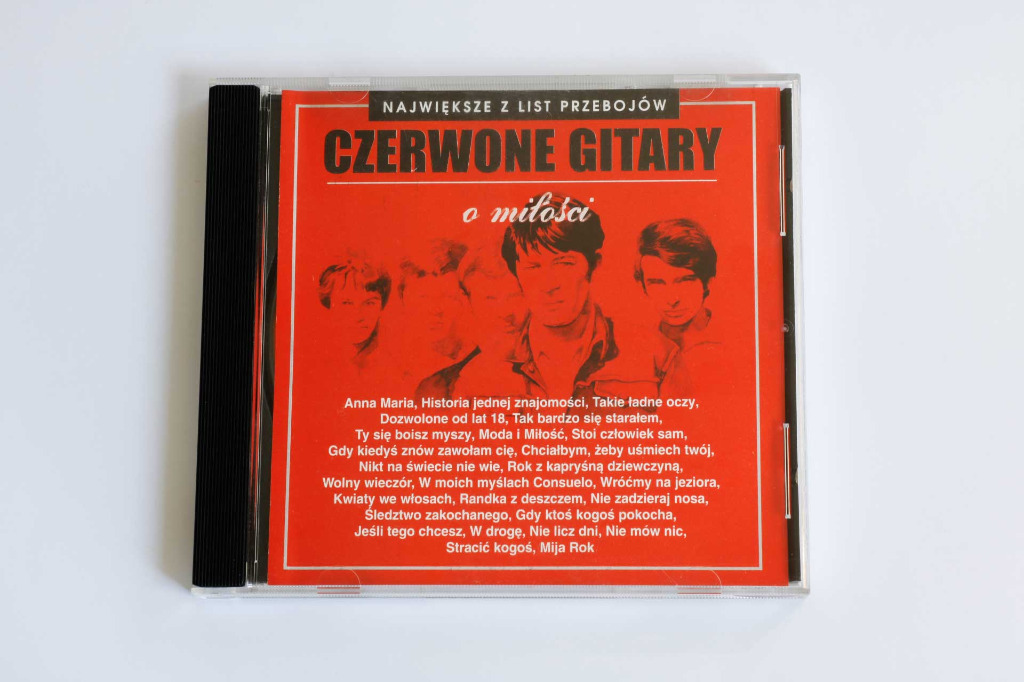 NAJWIĘKSZE Z LIST PRZEBOJÓW
CZERWONE GITARY
o miłości
Anna Maria, Historia jednej znajomości, Takie ładne oczy,
Dozwolone od lat 18, Tak bardzo się starałem,
Ty się boisz myszy, Moda i Miłość, Stoi człowiek sam,
Gdy kiedyś znów zawołam cię, Chciałbym, żeby uśmiech twój,
Nikt na świecie nie wie, Rok z kapryśną dziewczyną,
Wolny wieczór, W moich myślach Consuelo, Wróćmy na jeziora,
Kwiaty we włosach, Randka z deszczem, Nie zadzieraj nosa,
Śledztwo zakochanego, Gdy ktoś kogoś pokocha,
Jeśli tego chcesz, W drogę, Nie licz dni, Nie mów nic,
Stracić kogoś, Mija Rok